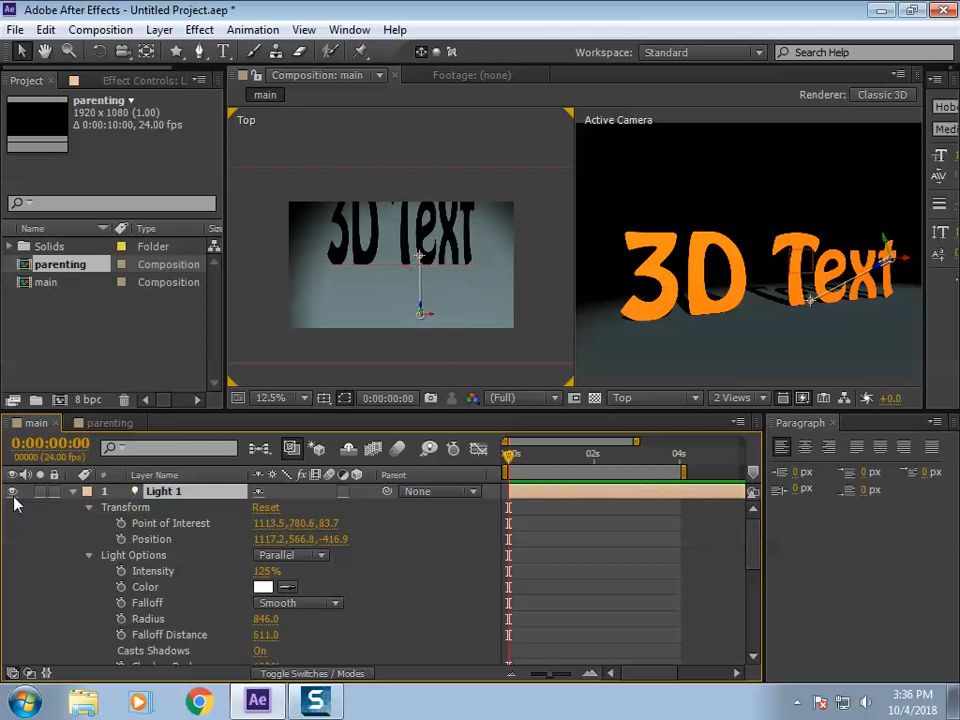 Adobe After Effects - Untitled Project.aep *
File Edit Composition Layer Effect Animation View Window Help
Workspace: Standard Search Help
Project Effect Controls: L Composition: main Footage: (none)
parenting
1920 x 1080 (1.00)
Δ 0:00:10:00, 24.00 fps
main Renderer: Classic 3D
Top Active Camera
Hobo
Medi
3D Text
3D Text
Name Type Size
Solids Folder
parenting Composition
main Composition
8 bpc 12.5% 0:00:00:00 (Full) Top 2 Views +0.0
main parenting Paragraph
0:00:00:00
00000 (24.00 fps)
02s 04s
# Layer Name Parent
1 Light 1 None
Transform Reset
Point of Interest 1113.5,780.6,83.7
Position 1117.2,566.8,-416.9
Light Options Parallel
Intensity 125%
Color
Falloff Smooth
Radius 846.0
Falloff Distance 611.0
Casts Shadows On
Toggle Switches / Modes
0 px 0 px 0 px
0 px 0 px
3:36 PM
10/4/2018